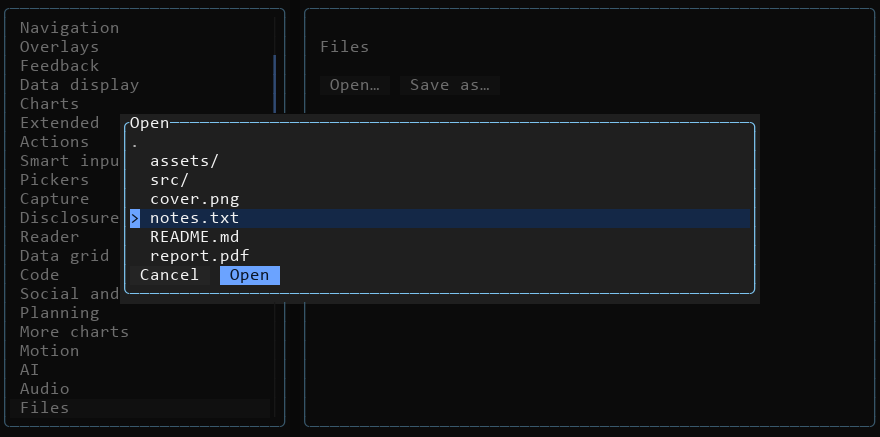 Navigation
Overlays
Feedback
Data display
Charts
Extended
Actions
Smart inpu
Pickers
Capture
Disclosure
Reader
Data grid
Code
Social and
Planning
More charts
Motion
AI
Audio
Files
Files
Open… Save as…
Open
.
assets/
src/
cover.png
> notes.txt
README.md
report.pdf
Cancel Open